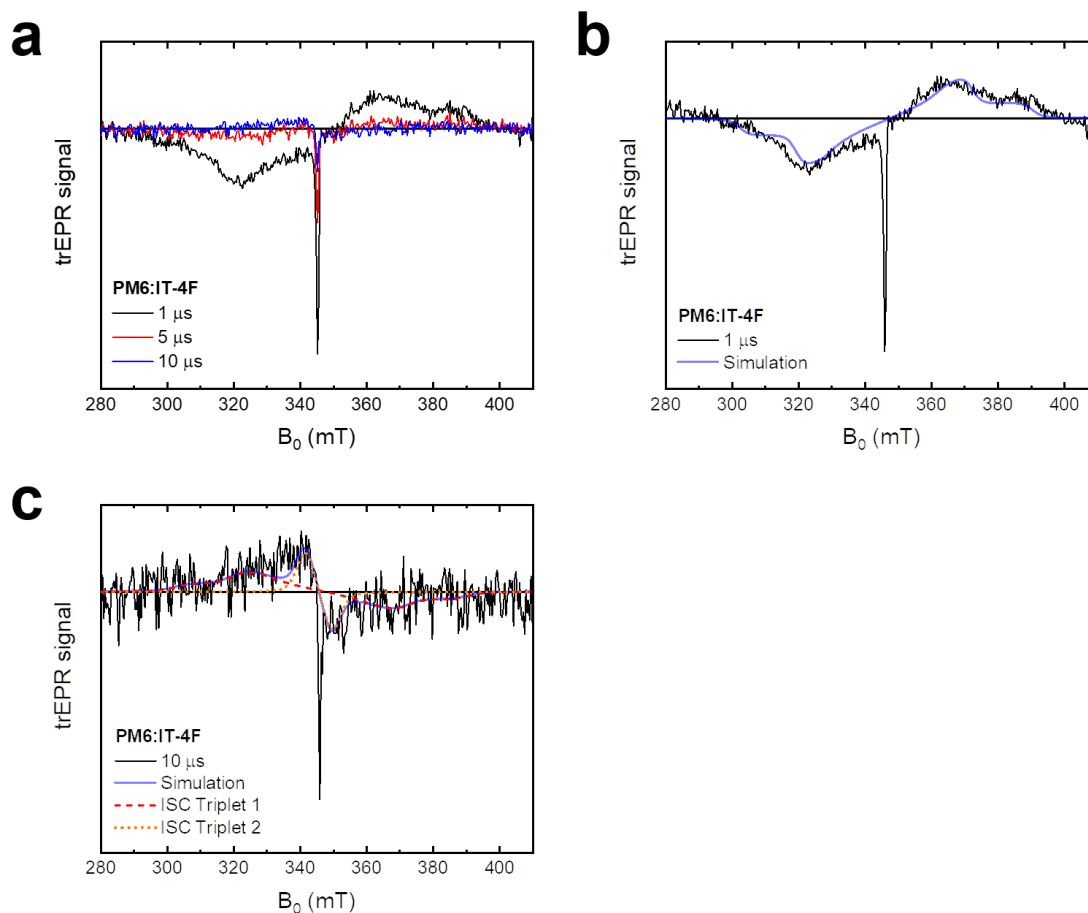 a
trEPR signal
PM6:IT-4F
1 μs
5 μs
10 μs
280 300 320 340 360 380 400
B0 (mT)
b
trEPR signal
PM6:IT-4F
1 μs
Simulation
280 300 320 340 360 380 400
B0 (mT)
c
trEPR signal
PM6:IT-4F
10 μs
Simulation
ISC Triplet 1
ISC Triplet 2
280 300 320 340 360 380 400
B0 (mT)